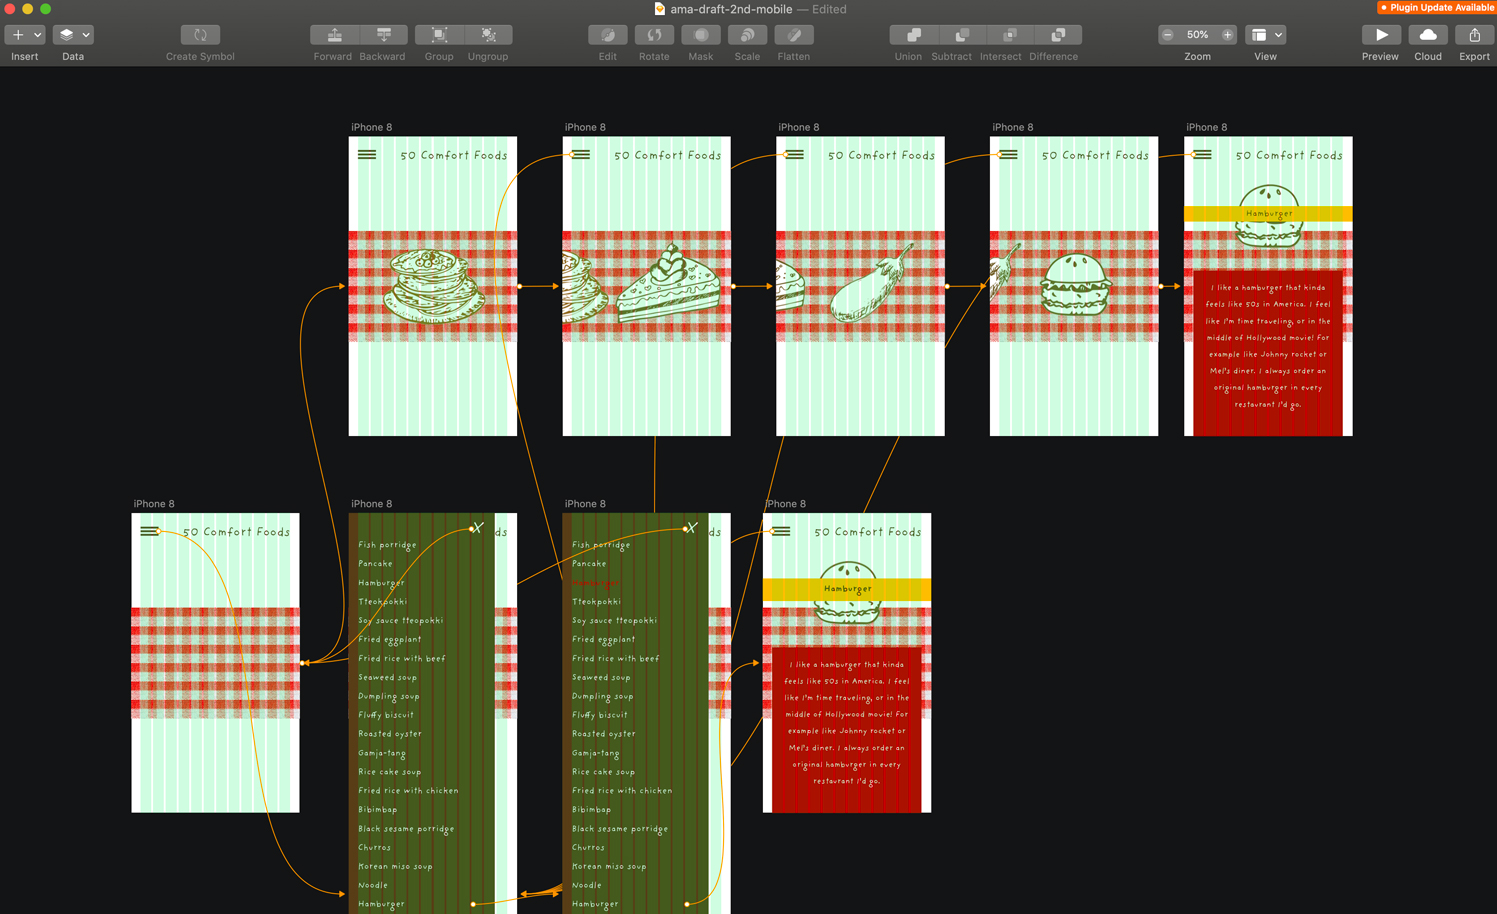 ama-draft-2nd-mobile — Edited
Plugin Update Available
50%
Insert
Data
Create Symbol
Forward
Backward
Group
Ungroup
Edit
Rotate
Mask
Scale
Flatten
Union
Subtract
Intersect
Difference
Zoom
View
Preview
Cloud
Export
iPhone 8
50 Comfort Foods
iPhone 8
50 Comfort Foods
iPhone 8
50 Comfort Foods
iPhone 8
50 Comfort Foods
iPhone 8
50 Comfort Foods
Hamburger
I like a hamburger that kinda
feels like 50s in America. I feel
like I'm time traveling, or in the
middle of Hollywood movie! For
example like Johnny rocket or
Mel's diner. I always order an
original hamburger in every
restaurant I'd go.
iPhone 8
50 Comfort Foods
iPhone 8
X
ds
Fish porridge
Pancake
Hamburger
Tteokpokki
Soy sauce tteopokki
Fried eggplant
Fried rice with beef
Seaweed soup
Dumpling soup
Fluffy biscuit
Roasted oyster
Gamja-tang
Rice cake soup
Fried rice with chicken
Bibimbap
Black sesame porridge
Churros
Korean miso soup
Noodle
Hamburger
iPhone 8
X
ds
Fish porridge
Pancake
Hamburger
Tteokpokki
Soy sauce tteopokki
Fried eggplant
Fried rice with beef
Seaweed soup
Dumpling soup
Fluffy biscuit
Roasted oyster
Gamja-tang
Rice cake soup
Fried rice with chicken
Bibimbap
Black sesame porridge
Churros
Korean miso soup
Noodle
Hamburger
iPhone 8
50 Comfort Foods
Hamburger
I like a hamburger that kinda
feels like 50s in America. I feel
like I'm time traveling, or in the
middle of Hollywood movie! For
example like Johnny rocket or
Mel's diner. I always order an
original hamburger in every
restaurant I'd go.